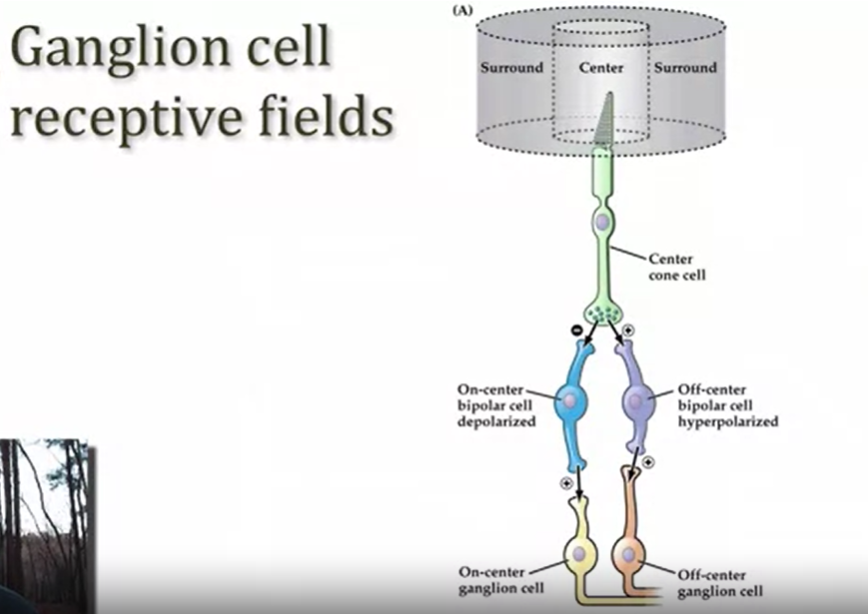 Ganglion cell
receptive fields
(A)
Surround Center Surround
Center
cone cell
On-center
bipolar cell
depolarized
Off-center
bipolar cell
hyperpolarized
On-center
ganglion cell
Off-center
ganglion cell